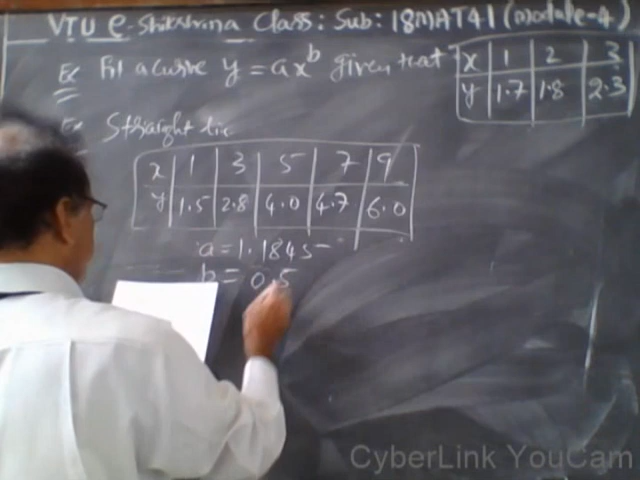 VTU e-Shikshana Class: Sub: 18MAT41 (module-4)
Ex Fit a curve y = ax^b given that
x 1 2 3
y 1.7 1.8 2.3
Ex Straight
x 1 3 5 7 9
y 1.5 2.8 4.0 4.7 6.0
a = 1.1845
b = 0.5
CyberLink YouCam